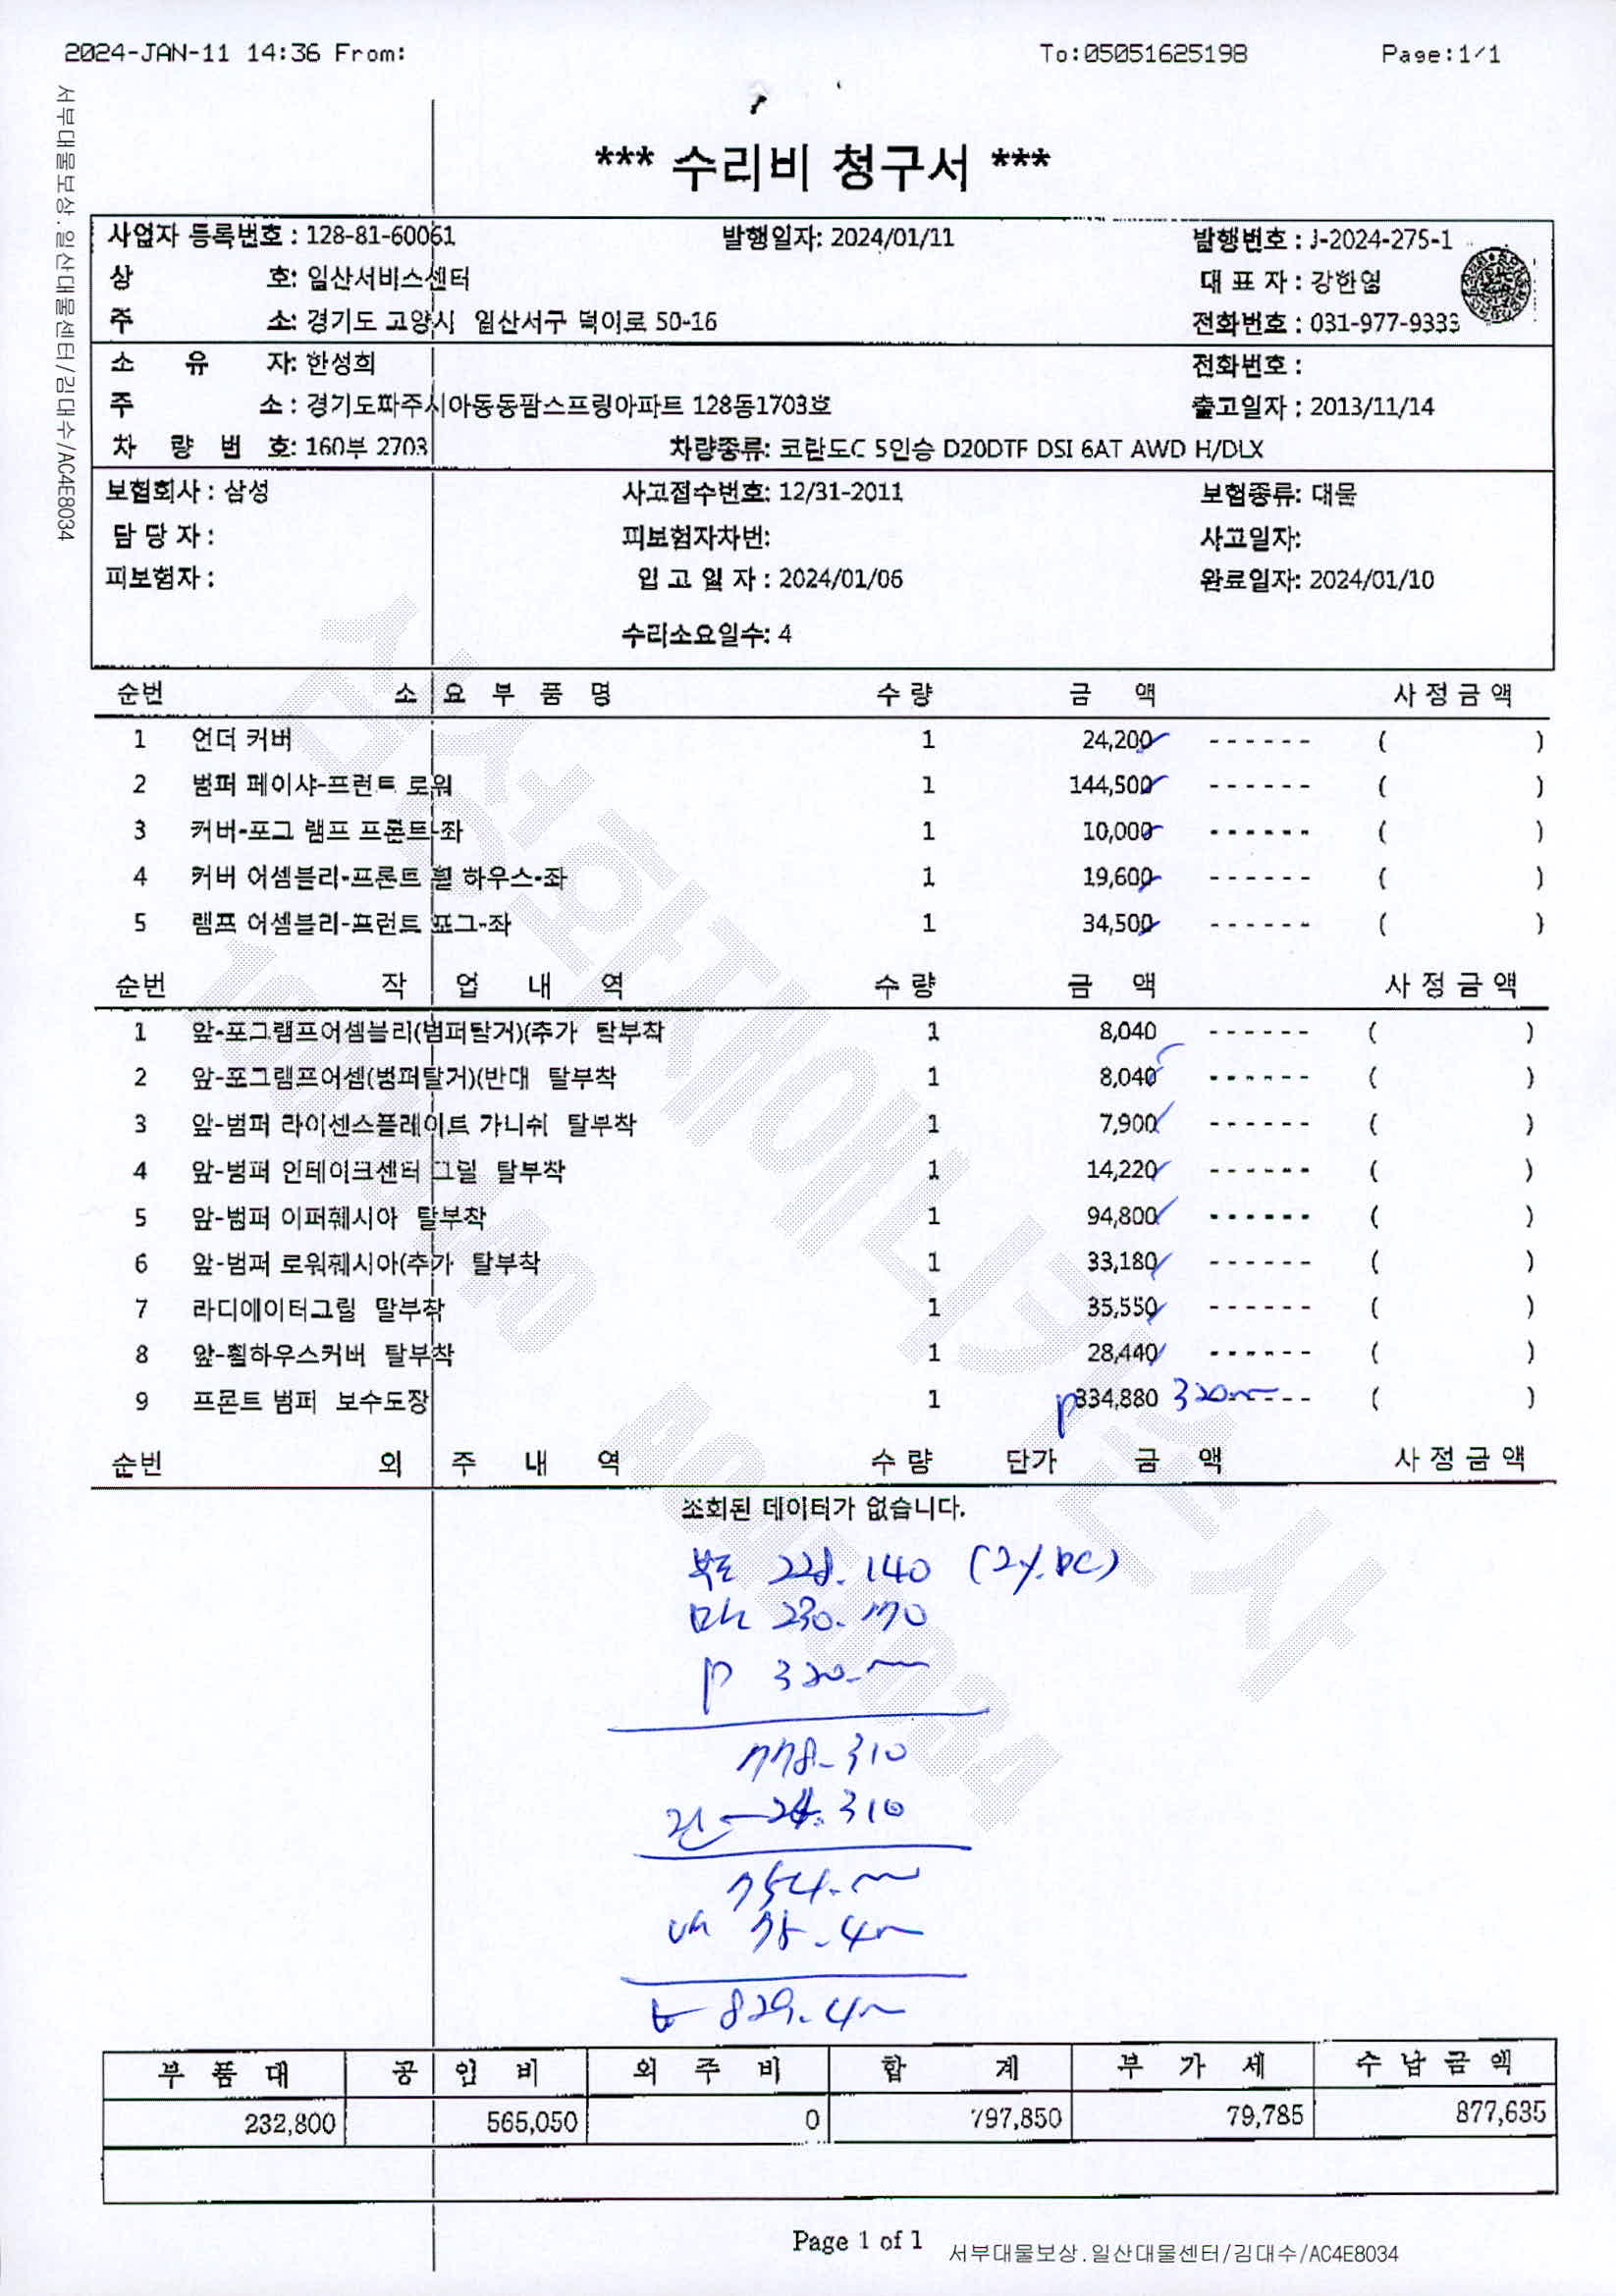 2024-JAN-11 14:36 From: To:05051625198 Page:1/1
서부대물보상.일산대물센터/김대수/AC4E8034
*** 수리비 청구서 ***
사업자 등록번호 : 128-81-60061 발행일자: 2024/01/11 발행번호 : J-2024-275-1
상 호: 일산서비스센터 대 표 자 : 강한엽
주 소: 경기도 고양시 일산서구 덕이로 50-16 전화번호 : 031-977-9333
소 유 자: 한성희 전화번호 :
주 소 : 경기도파주시아동동팜스프링아파트 128동1703호 출고일자 : 2013/11/14
차 량 번 호: 160부 2703 차량종류: 코란도C 5인승 D20DTF DSI 6AT AWD H/DLX
보험회사 : 삼성 사고접수번호: 12/31-2011 보험종류: 대물
담 당 자 : 피보험자차번: 사고일자:
피보험자 : 입 고 일 자 : 2024/01/06 완료일자: 2024/01/10
수리소요일수: 4
순번 소 요 부 품 명 수 량 금 액 사 정 금 액
1 언더 커버 1 24,200 ------ ( )
2 범퍼 페이샤-프런트 로워 1 144,500 ------ ( )
3 커버-포그 램프 프론트-좌 1 10,000 ------ ( )
4 커버 어셈블리-프론트 휠 하우스-좌 1 19,600 ------ ( )
5 램프 어셈블리-프런트 포그-좌 1 34,500 ------ ( )
순번 작 업 내 역 수 량 금 액 사 정 금 액
1 앞-포그램프어셈블리(범퍼탈거)(추가 탈부착 1 8,040 ------ ( )
2 앞-포그램프어셈(범퍼탈거)(반대 탈부착 1 8,040 ------ ( )
3 앞-범퍼 라이센스플레이트 가니쉬 탈부착 1 7,900 ------ ( )
4 앞-범퍼 인테이크센터 그릴 탈부착 1 14,220 ------ ( )
5 앞-범퍼 어퍼훼시아 탈부착 1 94,800 ------ ( )
6 앞-범퍼 로워훼시아(추가 탈부착 1 33,180 ------ ( )
7 라디에이터그릴 탈부착 1 35,550 ------ ( )
8 앞-휠하우스커버 탈부착 1 28,440 ------ ( )
9 프론트 범퍼 보수도장 1 p334,880 320 ---- ( )
순번 외 주 내 역 수 량 단가 금 액 사 정 금 액
조회된 데이터가 없습니다.
228.140 (2%.DC)
230.170
p 320.
778.310
24.310
754.
75.4
829.4
부 품 대 공 인 비 외 주 비 합 계 부 가 세 수 납 금 액
232,800 565,050 0 797,850 79,785 877,635
Page 1 of 1
서부대물보상.일산대물센터/김대수/AC4E8034